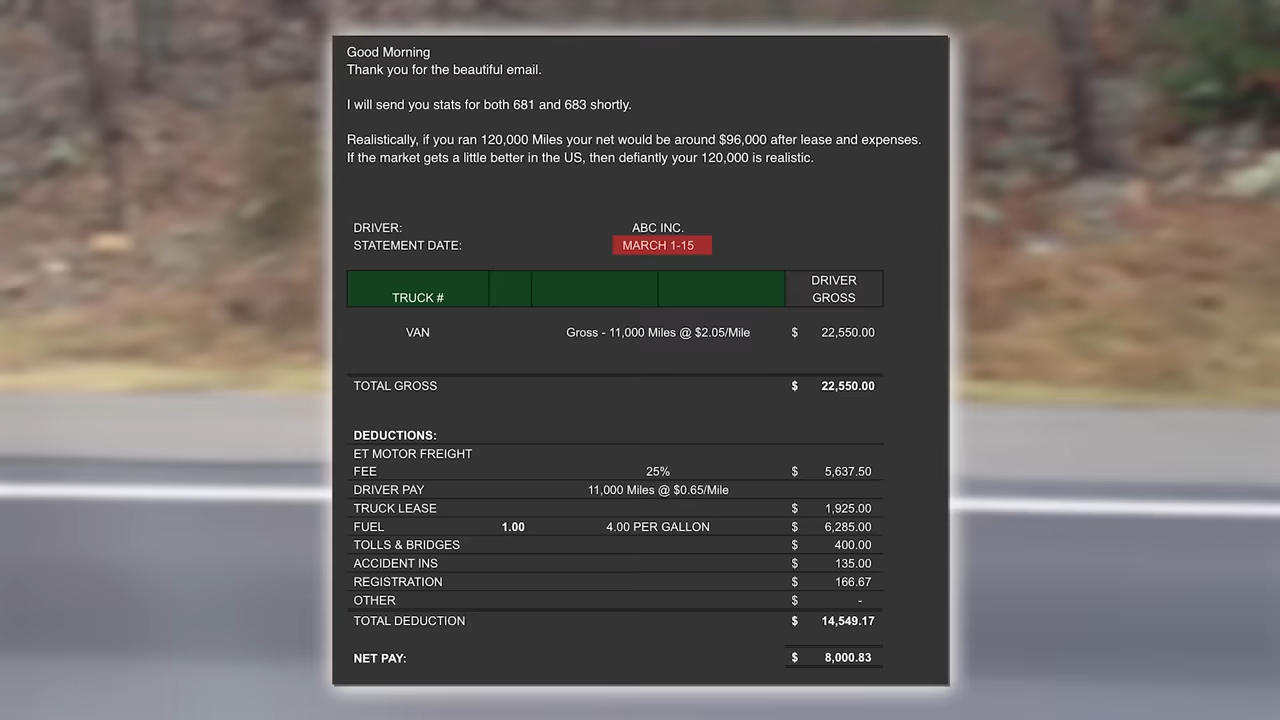 Good Morning
Thank you for the beautiful email.
I will send you stats for both 681 and 683 shortly.
Realistically, if you ran 120,000 Miles your net would be around $96,000 after lease and expenses.
If the market gets a little better in the US, then defiantly your 120,000 is realistic.
DRIVER: ABC INC.
STATEMENT DATE: MARCH 1-15
TRUCK # DRIVER GROSS
VAN Gross - 11,000 Miles @ $2.05/Mile $ 22,550.00
TOTAL GROSS $ 22,550.00
DEDUCTIONS:
ET MOTOR FREIGHT
FEE 25% $ 5,637.50
DRIVER PAY 11,000 Miles @ $0.65/Mile
TRUCK LEASE $ 1,925.00
FUEL 1.00 4.00 PER GALLON $ 6,285.00
TOLLS & BRIDGES $ 400.00
ACCIDENT INS $ 135.00
REGISTRATION $ 166.67
OTHER $ -
TOTAL DEDUCTION $ 14,549.17
NET PAY: $ 8,000.83